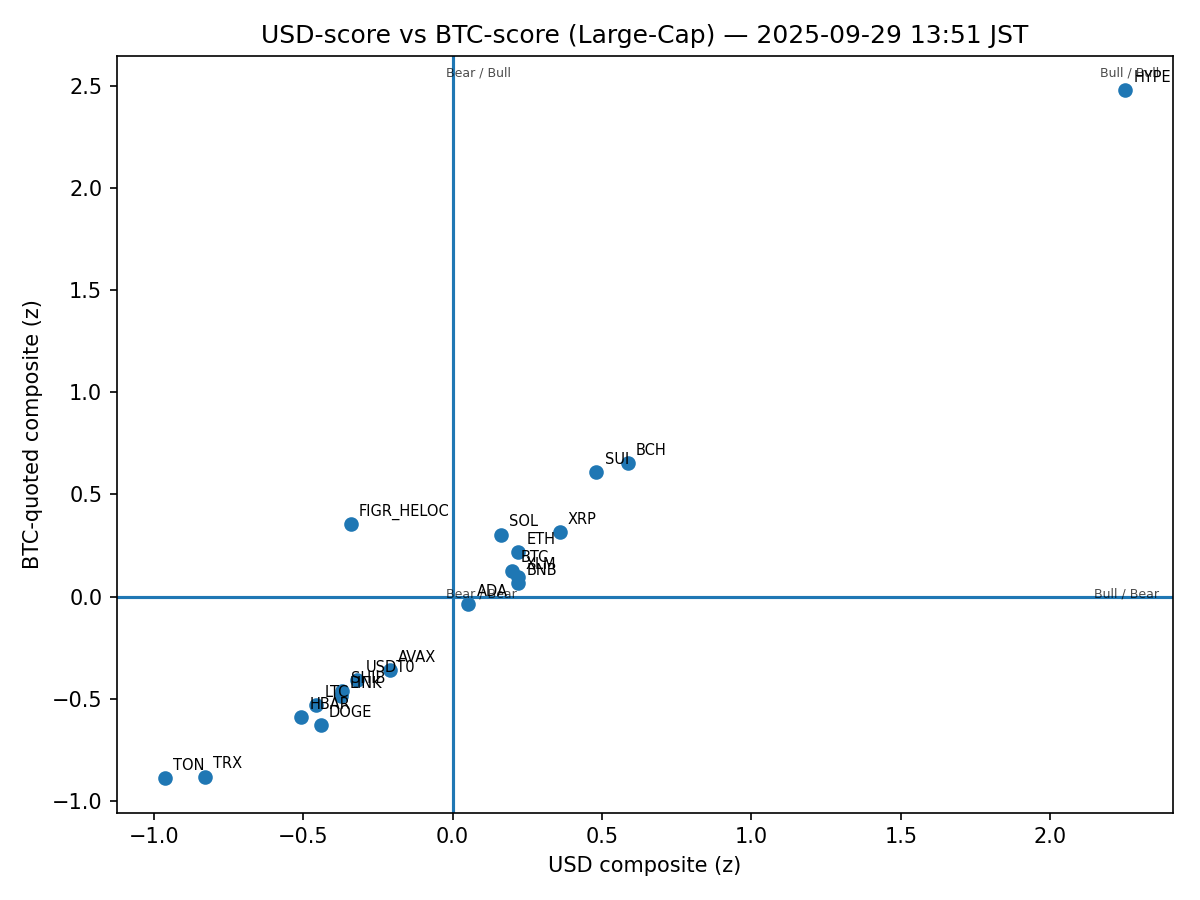 USD-score vs BTC-score (Large-Cap) — 2025-09-29 13:51 JST
Bear / Bull
Bull / Bull
HYPE
BCH
SUI
FIGR_HELOC
XRP
SOL
ETH
BTC
XLM
BNB
ADA
Bear / Bear
Bull / Bear
AVAX
USDT0
SHIB
LINK
LTC
HBAR
DOGE
TON
TRX
2.5
2.0
1.5
1.0
0.5
0.0
−0.5
−1.0
−1.0
−0.5
0.0
0.5
1.0
1.5
2.0
BTC-quoted composite (z)
USD composite (z)